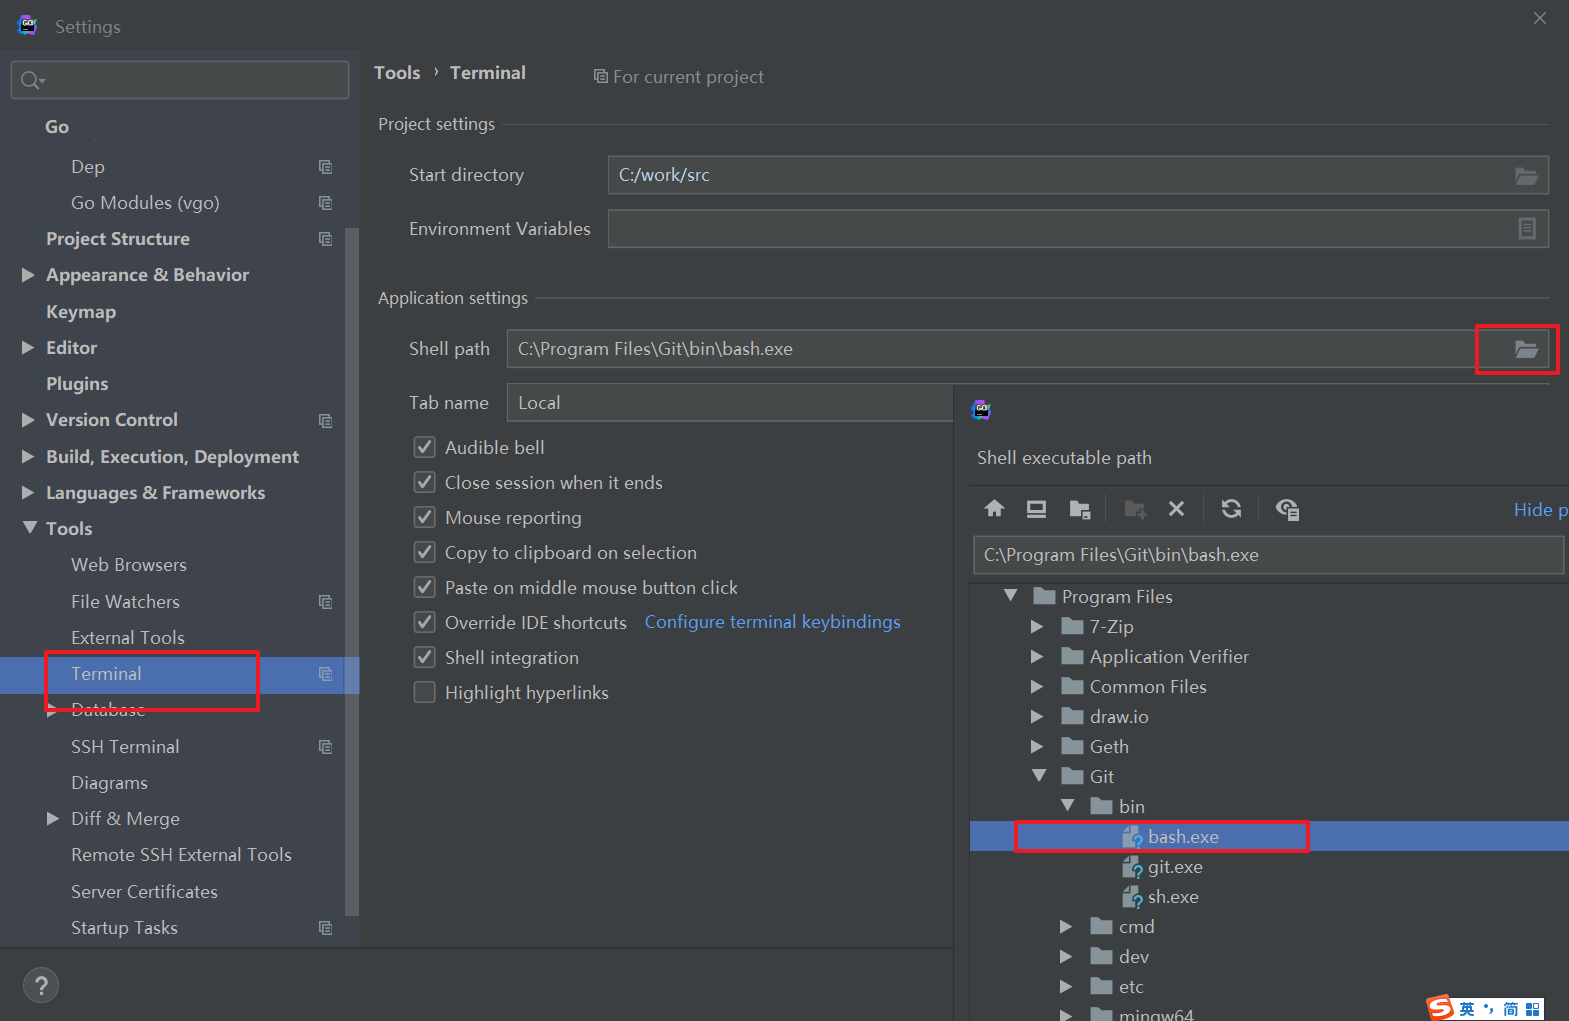 Settings
Go
Dep
Go Modules (vgo)
Project Structure
Appearance & Behavior
Keymap
Editor
Plugins
Version Control
Build, Execution, Deployment
Languages & Frameworks
Tools
Web Browsers
File Watchers
External Tools
Terminal
Database
SSH Terminal
Diagrams
Diff & Merge
Remote SSH External Tools
Server Certificates
Startup Tasks
?
Tools › Terminal
For current project
Project settings
Start directory
C:/work/src
Environment Variables
Application settings
Shell path
C:\Program Files\Git\bin\bash.exe
Tab name
Local
Audible bell
Close session when it ends
Mouse reporting
Copy to clipboard on selection
Paste on middle mouse button click
Override IDE shortcuts Configure terminal keybindings
Shell integration
Highlight hyperlinks
GO
Shell executable path
Hide p
C:\Program Files\Git\bin\bash.exe
Program Files
7-Zip
Application Verifier
Common Files
draw.io
Geth
Git
bin
bash.exe
git.exe
sh.exe
cmd
dev
etc
mingw64
S 英 简